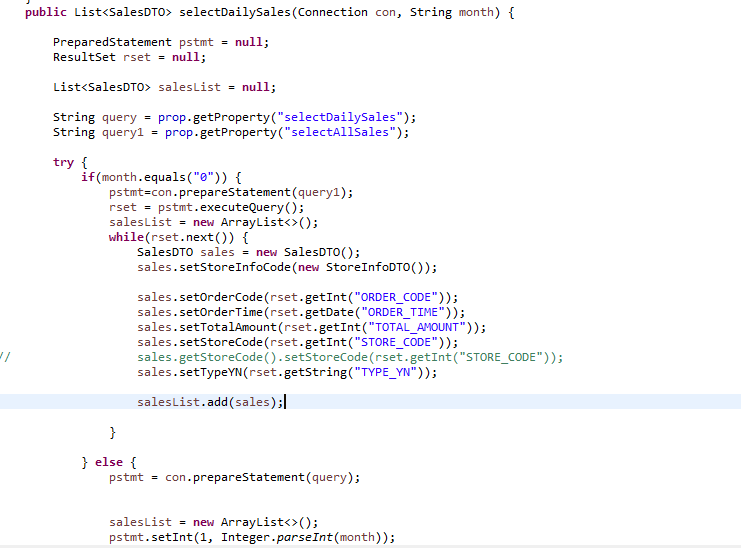 public List<SalesDTO> selectDailySales(Connection con, String month) {
PreparedStatement pstmt = null;
ResultSet rset = null;
List<SalesDTO> salesList = null;
String query = prop.getProperty("selectDailySales");
String query1 = prop.getProperty("selectAllSales");
try {
if(month.equals("0")) {
pstmt=con.prepareStatement(query1);
rset = pstmt.executeQuery();
salesList = new ArrayList<>();
while(rset.next()) {
SalesDTO sales = new SalesDTO();
sales.setStoreInfoCode(new StoreInfoDTO());
sales.setOrderCode(rset.getInt("ORDER_CODE"));
sales.setOrderTime(rset.getDate("ORDER_TIME"));
sales.setTotalAmount(rset.getInt("TOTAL_AMOUNT"));
sales.setStoreCode(rset.getInt("STORE_CODE"));
// sales.getStoreCode().setStoreCode(rset.getInt("STORE_CODE"));
sales.setTypeYN(rset.getString("TYPE_YN"));
salesList.add(sales);
}
} else {
pstmt = con.prepareStatement(query);
salesList = new ArrayList<>();
pstmt.setInt(1, Integer.parseInt(month));